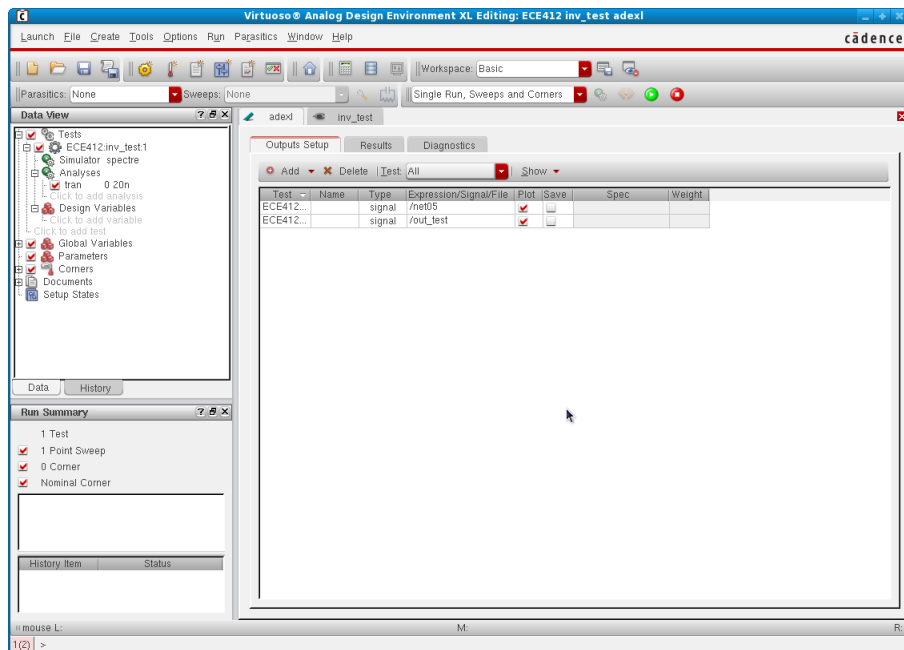 Virtuoso® Analog Design Environment XL Editing: ECE412 inv_test adexl
Launch File Create Tools Options Run Parasitics Window Help
cādence
Workspace: Basic
Parasitics: None
Sweeps: None
Single Run, Sweeps and Corners
Data View
Tests
ECE412:inv_test:1
Simulator spectre
Analyses
tran 0 20n
Click to add analysis
Design Variables
Click to add variable
Click to add test
Global Variables
Parameters
Corners
Documents
Setup States
Data History
Run Summary
1 Test
1 Point Sweep
0 Corner
Nominal Corner
History Item Status
adexl inv_test
Outputs Setup Results Diagnostics
Add Delete Test: All Show
Test Name Type Expression/Signal/File Plot Save Spec Weight
ECE412... signal /net05
ECE412... signal /out_test
mouse L: M: R:
1(2) >